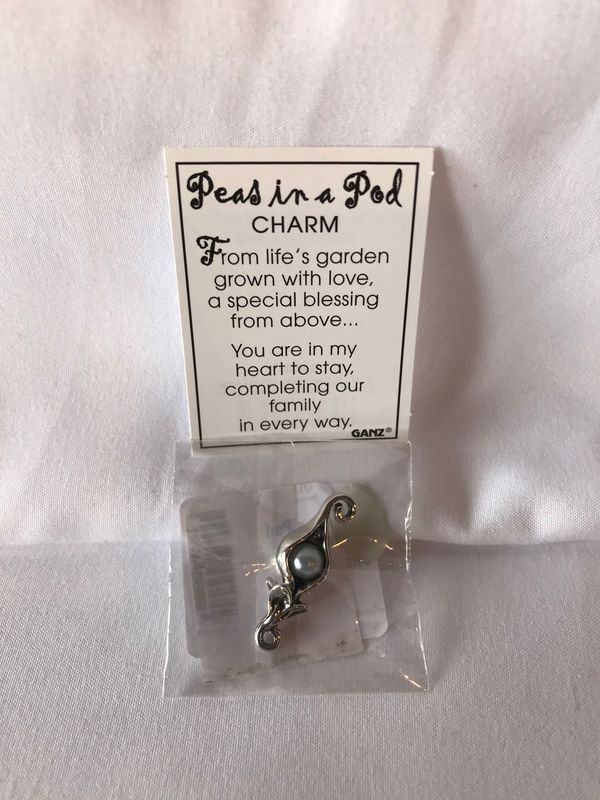 Peas in a Pod
CHARM
From life's garden
grown with love,
a special blessing
from above...
You are in my
heart to stay,
completing our
family
in every way.
GANZ®